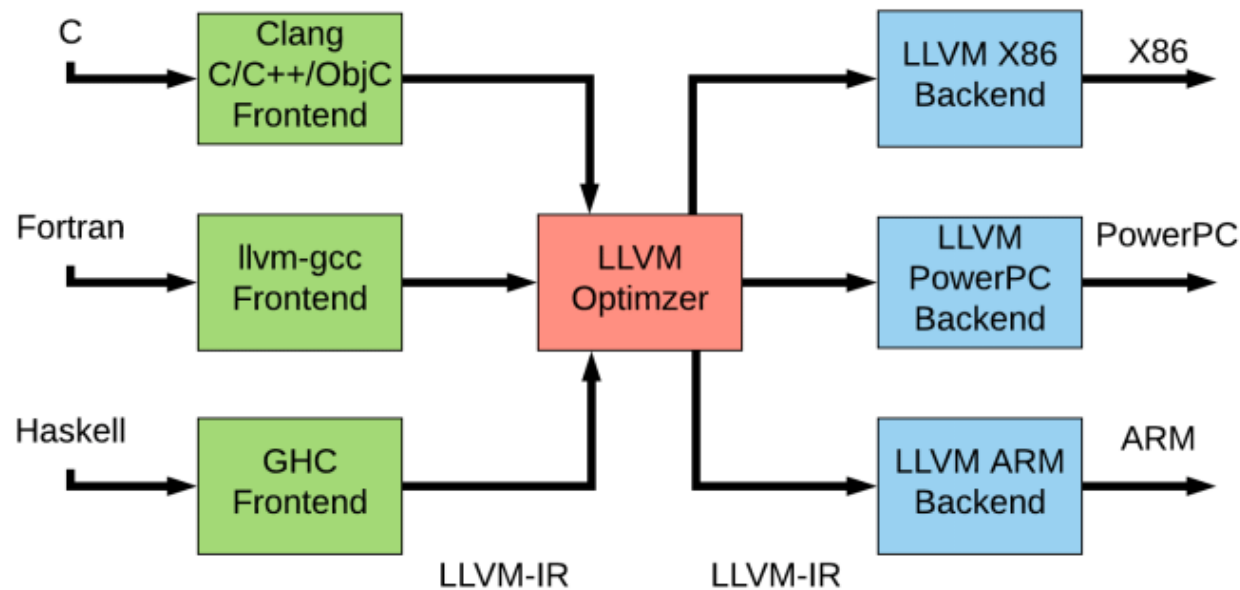 C
Clang
C/C++/ObjC
Frontend
LLVM X86
Backend
X86
Fortran
llvm-gcc
Frontend
LLVM
Optimzer
LLVM
PowerPC
Backend
PowerPC
Haskell
GHC
Frontend
LLVM ARM
Backend
ARM
LLVM-IR
LLVM-IR